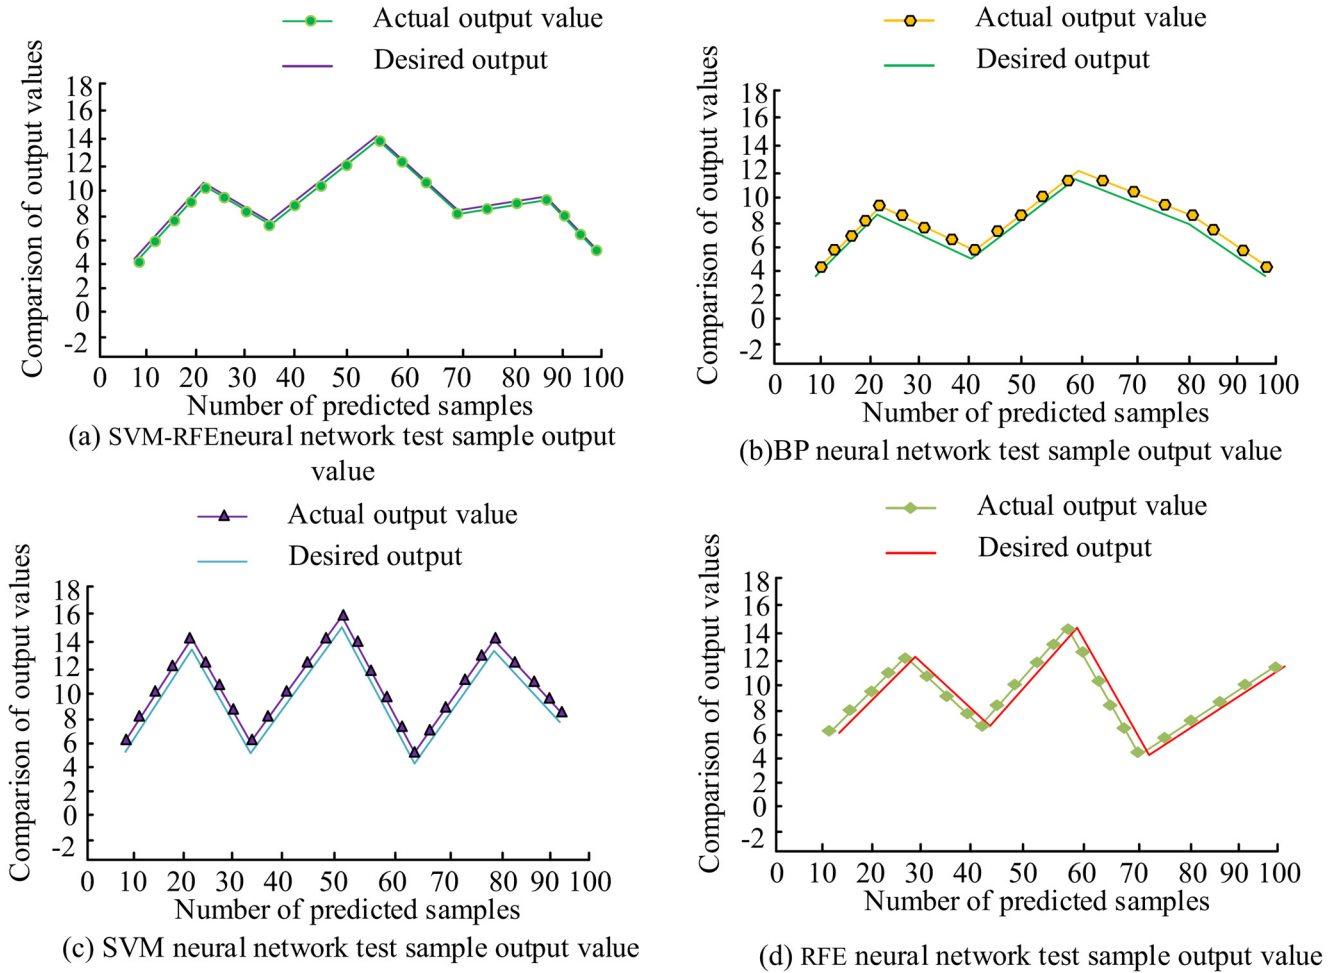 Actual output value
Desired output
Comparison of output values
18
16
14
12
10
8
6
4
2
0
-2
0 10 20 30 40 50 60 70 80 90 100
Number of predicted samples
(a) SVM-RFEneural network test sample output
value
Actual output value
Desired output
Comparison of output values
18
16
14
12
10
8
6
4
2
0
-2
0 10 20 30 40 50 60 70 80 90 100
Number of predicted samples
(b)BP neural network test sample output value
Actual output value
Desired output
Comparison of output values
18
16
14
12
10
8
6
4
2
0
-2
0 10 20 30 40 50 60 70 80 90 100
Number of predicted samples
(c) SVM neural network test sample output value
Actual output value
Desired output
Comparison of output values
18
16
14
12
10
8
6
4
2
0
-2
0 10 20 30 40 50 60 70 80 90 100
Number of predicted samples
(d) RFE neural network test sample output value